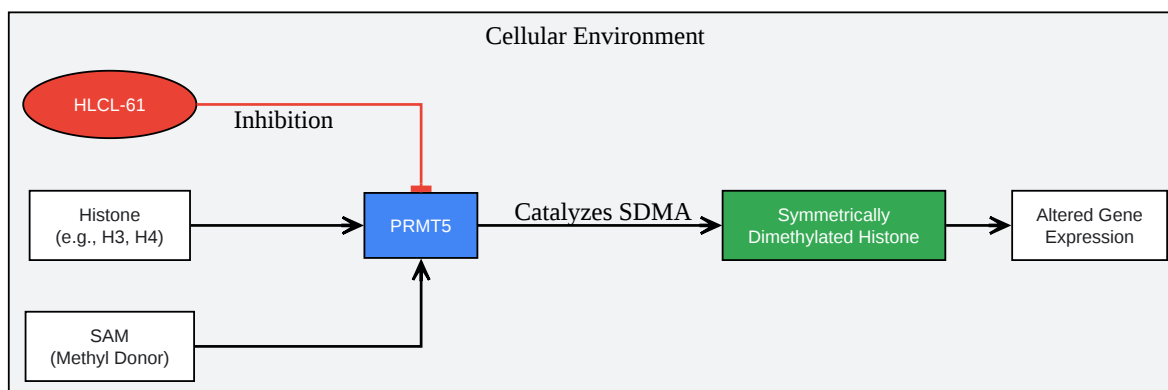 Cellular Environment
HLCL-61
Inhibition
Histone
(e.g., H3, H4)
PRMT5
Catalyzes SDMA
Symmetrically
Dimethylated Histone
Altered Gene
Expression
SAM
(Methyl Donor)